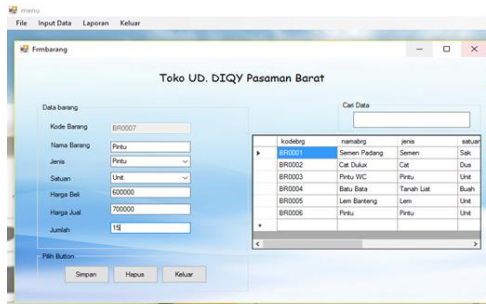 menu
File Input Data Laporan Keluar
Frmbarang
Toko UD. DIQY Pasaman Barat
Data barang
Kode Barang BR0007
Nama Barang Pintu
Jenis Pintu
Satuan Unit
Harga Beli 600000
Harga Jual 700000
Jumlah 15
Cari Data
kodebrg namabrg jenis satuan
BR0001 Semen Padang Semen Sak
BR0002 Cat Dulux Cat Dus
BR0003 Pintu WC Pintu Unit
BR0004 Batu Bata Tanah Liat Buah
BR0005 Lem Banteng Lem Unit
BR0006 Pintu Pintu Unit
Pilih Button
Simpan Hapus Keluar